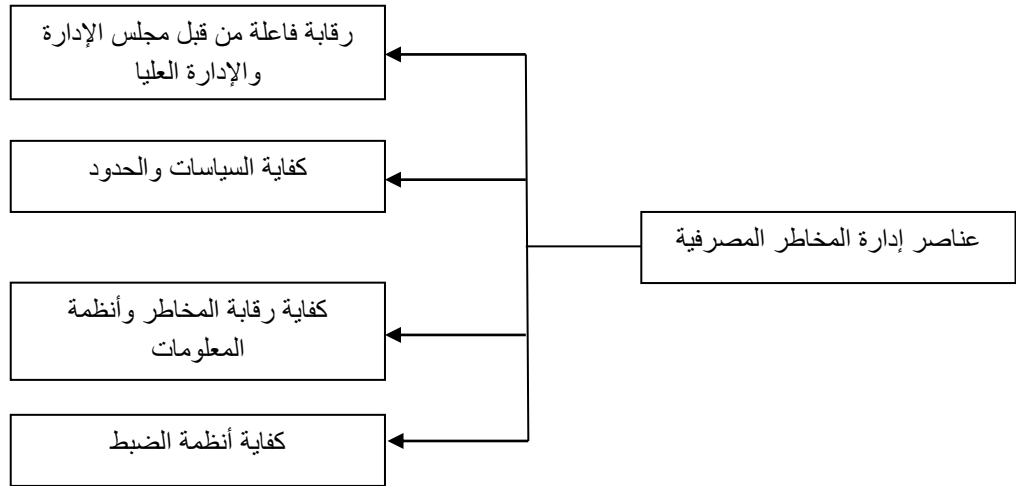 رقابة فاعلة من قبل مجلس الإدارة
والإدارة العليا
كفاية السياسات والحدود
عناصر إدارة المخاطر المصرفية
كفاية رقابة المخاطر وأنظمة
المعلومات
كفاية أنظمة الضبط